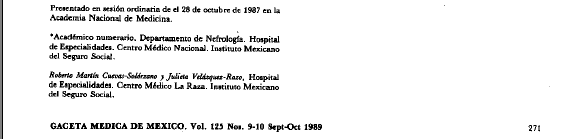 Presentado en sesión ordinaria de el 28 de octubre de 1987 en la
Academia Nacional de Medicina.
*Académico numerario. Departamento de Nefrología. Hospital
de Especialidades. Centro Médico Nacional. Instituto Mexicano
del Seguro Social.
Roberto Martín Cuevas-Solórzano y Julieta Velázquez-Razo, Hospital
de Especialidades. Centro Médico La Raza. Instituto Mexicano
del Seguro Social.
GACETA MEDICA DE MEXICO. Vol. 125 Nos. 9-10 Sept-Oct 1989
271